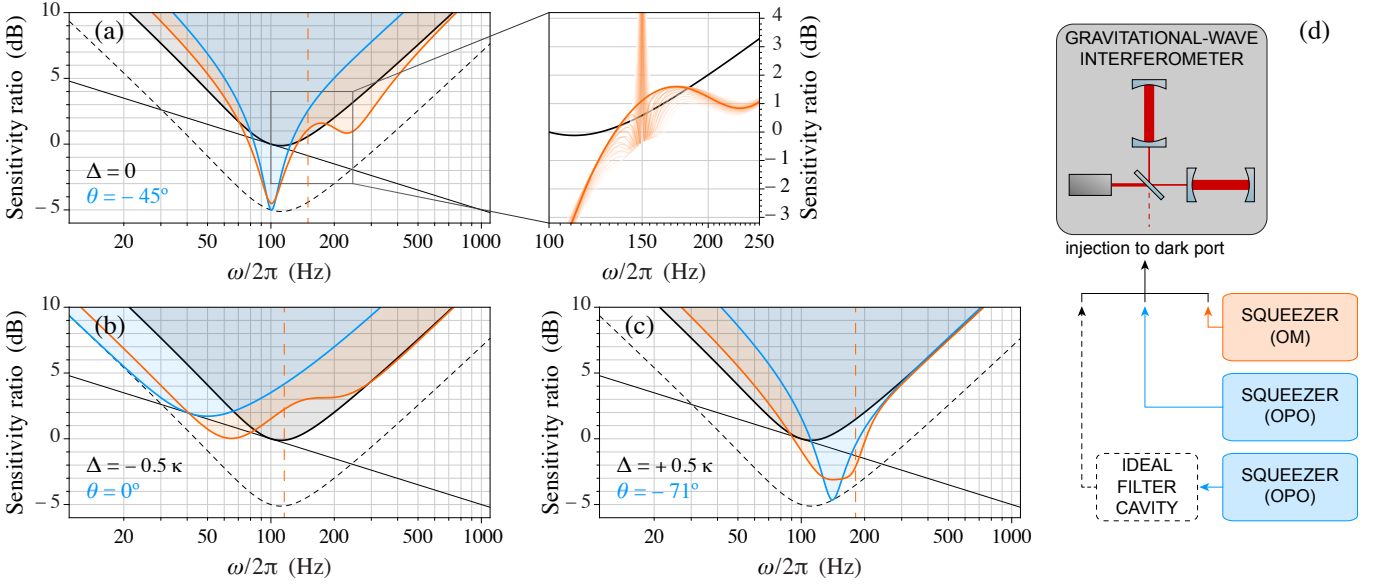 (a)
Sensitivity ratio (dB)
10
5
0
−5
Δ = 0
θ = − 45º
20
50
100
200
500
1000
ω/2π (Hz)
4
3
2
1
0
−1
−2
−3
Sensitivity ratio (dB)
100
150
200
250
ω/2π (Hz)
(b)
Sensitivity ratio (dB)
10
5
0
−5
Δ = − 0.5 κ
θ = 0º
20
50
100
200
500
1000
ω/2π (Hz)
(c)
Sensitivity ratio (dB)
10
5
0
−5
Δ = + 0.5 κ
θ = − 71º
20
50
100
200
500
1000
ω/2π (Hz)
(d)
GRAVITATIONAL-WAVE
INTERFEROMETER
injection to dark port
SQUEEZER
(OM)
SQUEEZER
(OPO)
IDEAL
FILTER
CAVITY
SQUEEZER
(OPO)